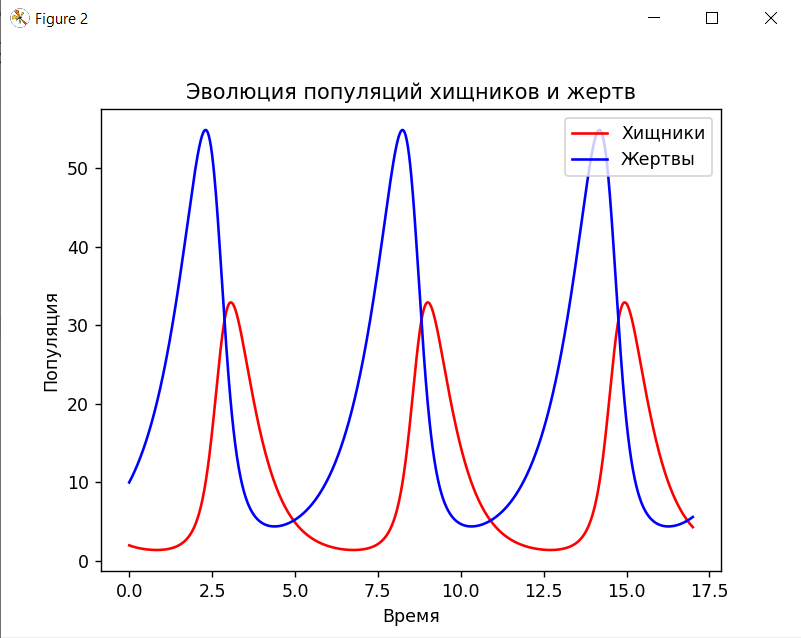 Figure 2
Эволюция популяций хищников и жертв
Хищники
Жертвы
Популяция
50
40
30
20
10
0
0.0 2.5 5.0 7.5 10.0 12.5 15.0 17.5
Время